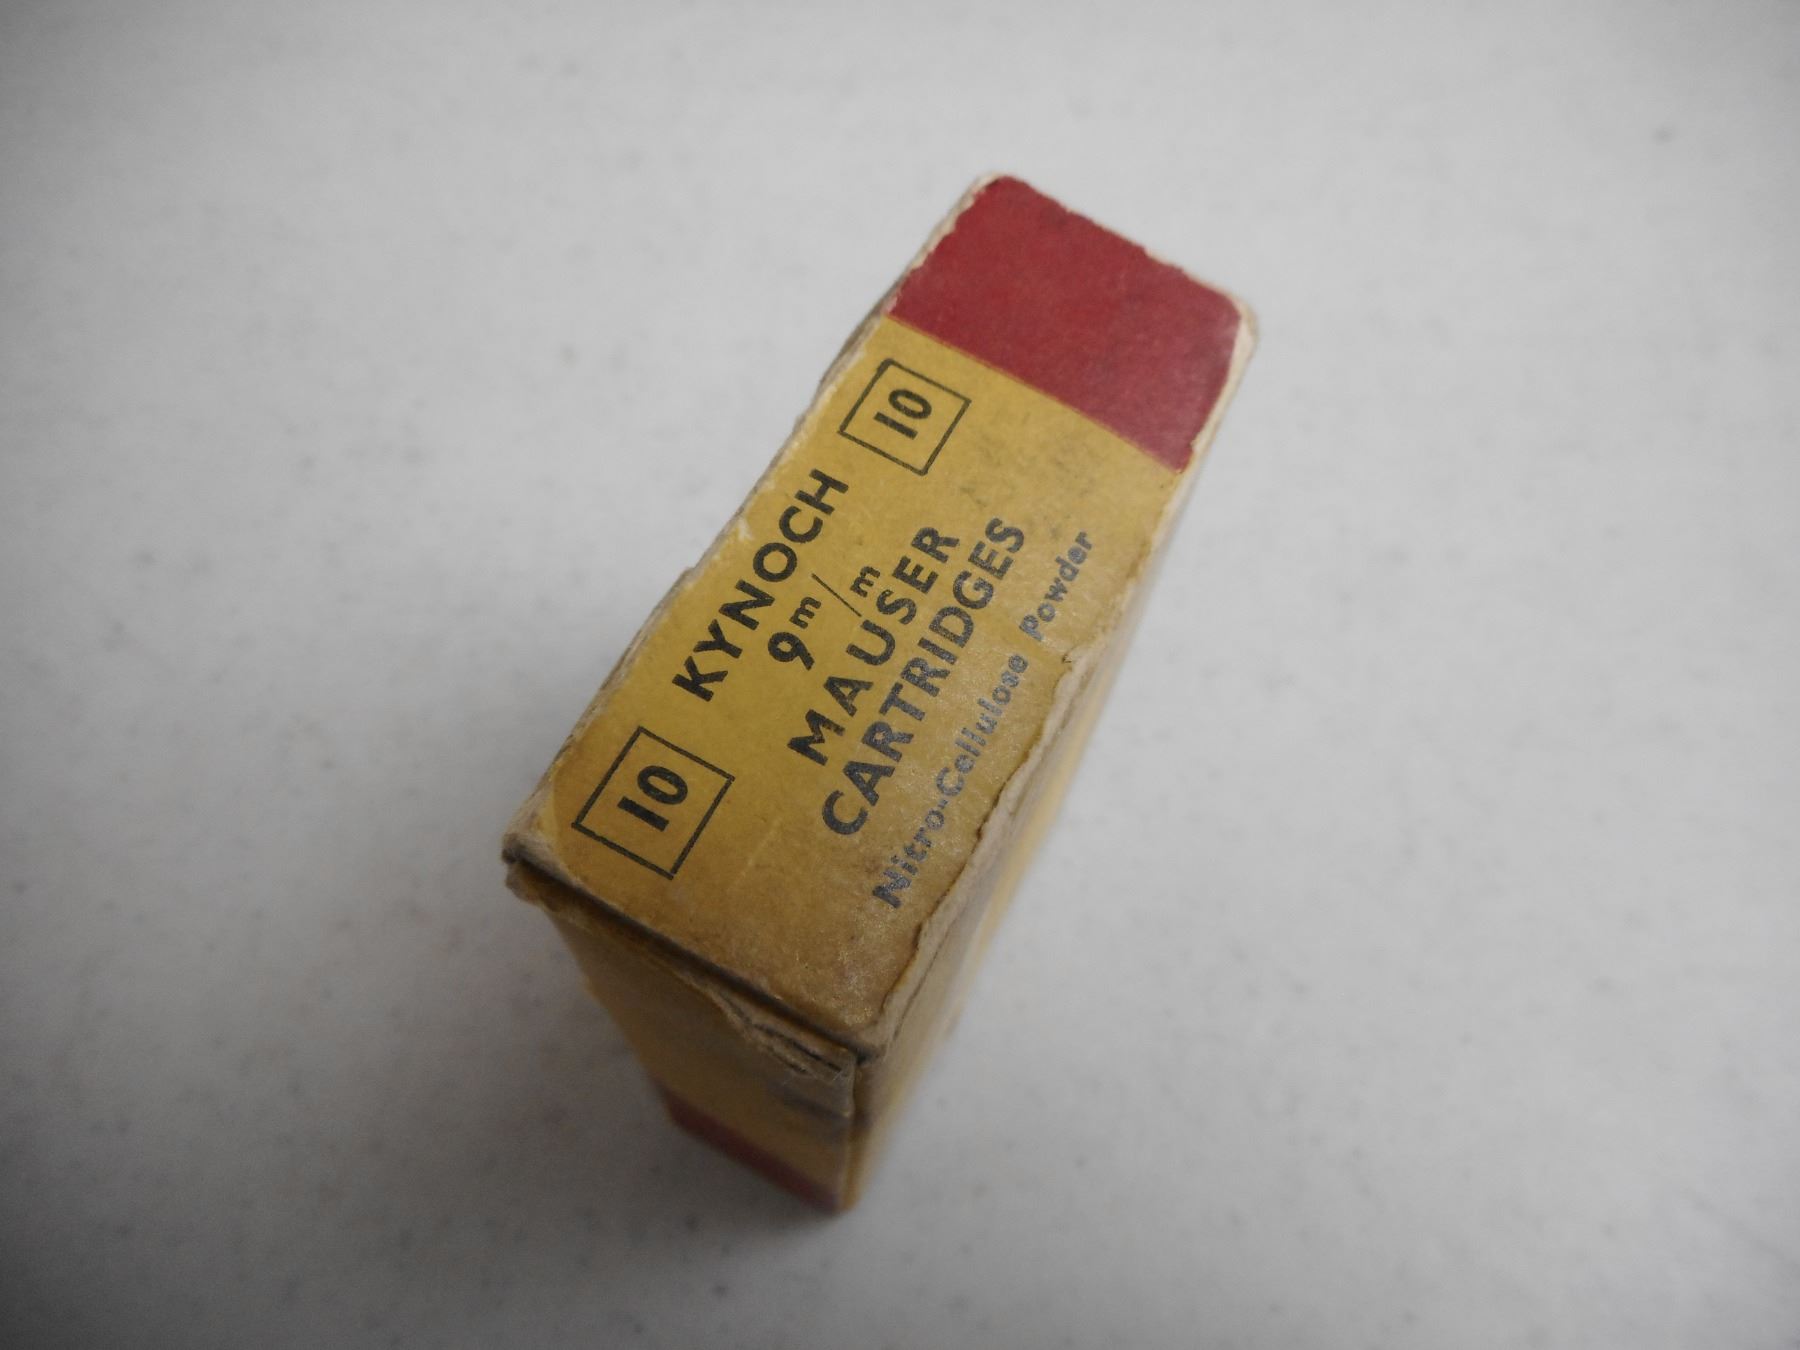 10 KYNOCH 10
9m/m
MAUSER
CARTRIDGES
Nitro-Cellulose Powder